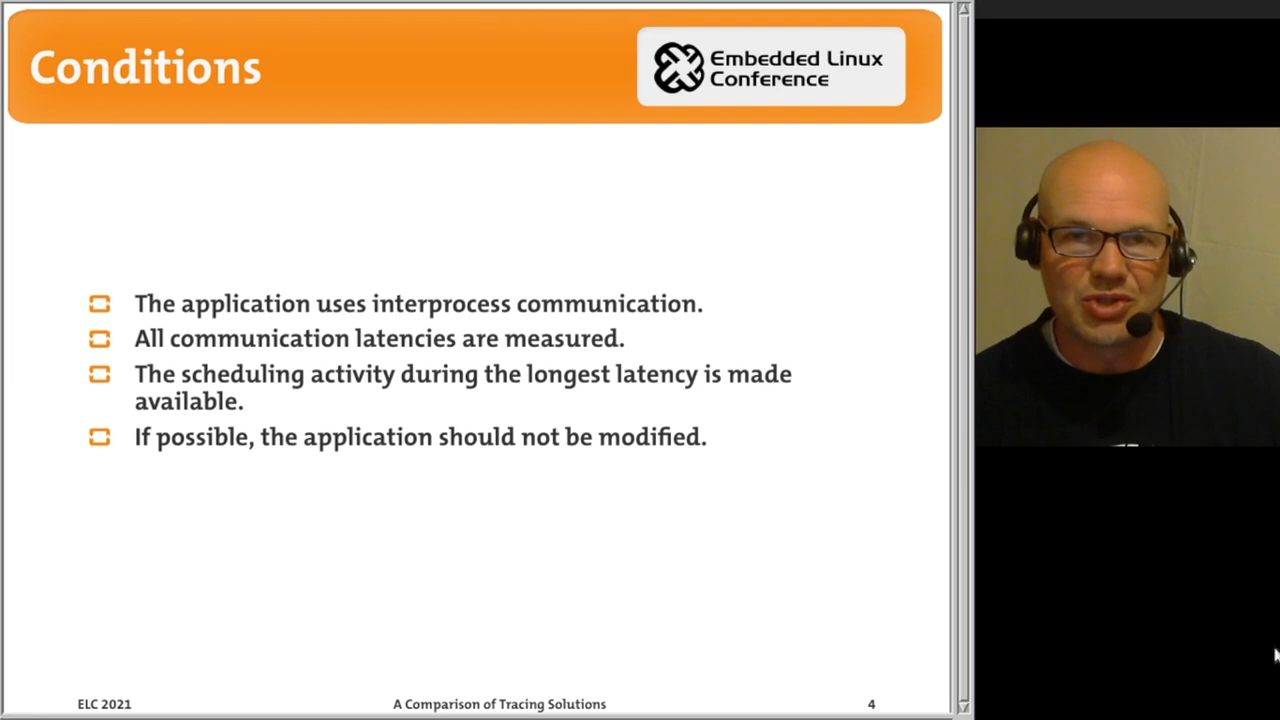 Conditions
Embedded Linux
Conference
The application uses interprocess communication.
All communication latencies are measured.
The scheduling activity during the longest latency is made
available.
If possible, the application should not be modified.
ELC 2021
A Comparison of Tracing Solutions
4